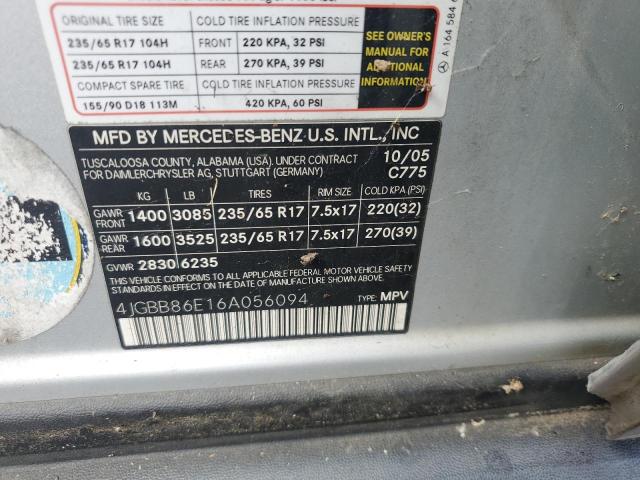 ORIGINAL TIRE SIZE COLD TIRE INFLATION PRESSURE
235/65 R17 104H FRONT 220 KPA, 32 PSI
235/65 R17 104H REAR 270 KPA, 39 PSI
COMPACT SPARE TIRE COLD TIRE INFLATION PRESSURE
155/90 D18 113M 420 KPA, 60 PSI
SEE OWNER'S
MANUAL FOR
ADDITIONAL
INFORMATION
A 164 584 6
MFD BY MERCEDES-BENZ U.S. INTL., INC
TUSCALOOSA COUNTY, ALABAMA (USA). UNDER CONTRACT 10/05
FOR DAIMLERCHRYSLER AG, STUTTGART (GERMANY) C775
KG LB TIRES RIM SIZE COLD KPA (PSI)
GAWR FRONT 1400 3085 235/65 R17 7.5x17 220(32)
GAWR REAR 1600 3525 235/65 R17 7.5x17 270(39)
GVWR 2830 6235
THIS VEHICLE CONFORMS TO ALL APPLICABLE FEDERAL MOTOR VEHICLE SAFETY
STANDARDS IN EFFECT ON THE DATE OF MANUFACTURE SHOWN ABOVE.
4JGBB86E16A056094 TYPE: MPV